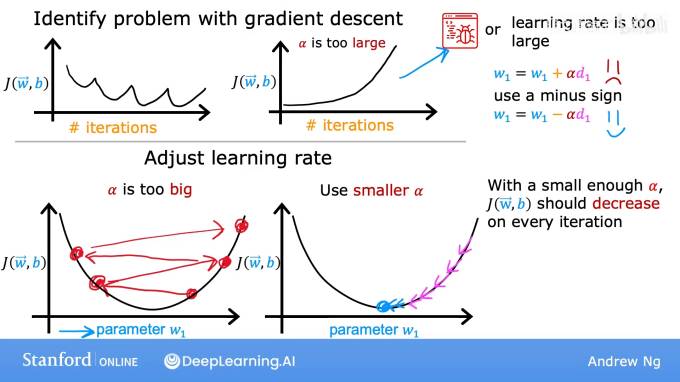 Identify problem with gradient descent
J(w⃗, b)
# iterations
α is too large
J(w⃗, b)
# iterations
or learning rate is too
large
w₁ = w₁ + αd₁
use a minus sign
w₁ = w₁ − αd₁
Adjust learning rate
α is too big
J(w⃗, b)
parameter w₁
Use smaller α
J(w⃗, b)
parameter w₁
With a small enough α,
J(w⃗, b) should decrease
on every iteration
Stanford | ONLINE
DeepLearning.AI
Andrew Ng